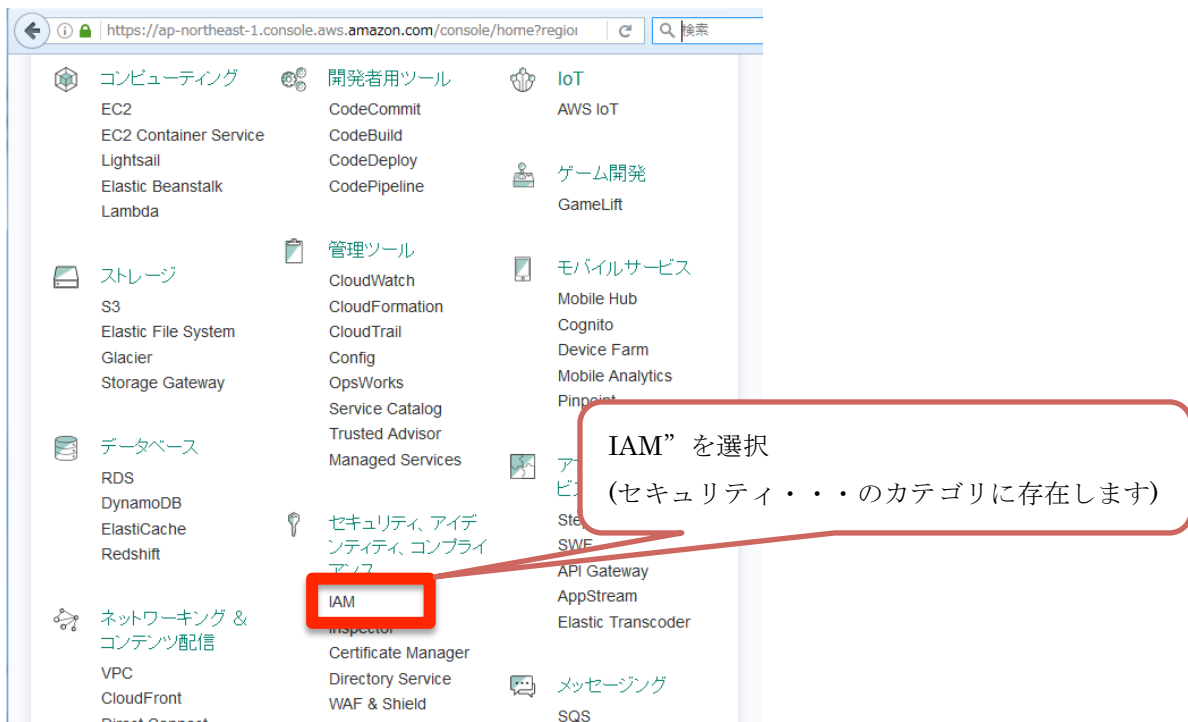 https://ap-northeast-1.console.aws.amazon.com/console/home?region
検索
コンピューティング
EC2
EC2 Container Service
Lightsail
Elastic Beanstalk
Lambda
ストレージ
S3
Elastic File System
Glacier
Storage Gateway
データベース
RDS
DynamoDB
ElastiCache
Redshift
ネットワーキング &
コンテンツ配信
VPC
CloudFront
Direct Connect
開発者用ツール
CodeCommit
CodeBuild
CodeDeploy
CodePipeline
管理ツール
CloudWatch
CloudFormation
CloudTrail
Config
OpsWorks
Service Catalog
Trusted Advisor
Managed Services
セキュリティ、アイデ
ンティティ、コンプライ
アンス
IAM
Inspector
Certificate Manager
Directory Service
WAF & Shield
IoT
AWS IoT
ゲーム開発
GameLift
モバイルサービス
Mobile Hub
Cognito
Device Farm
Mobile Analytics
Pinpoint
SWF
API Gateway
AppStream
Elastic Transcoder
メッセージング
SQS
IAM”を選択
(セキュリティ・・・のカテゴリに存在します)